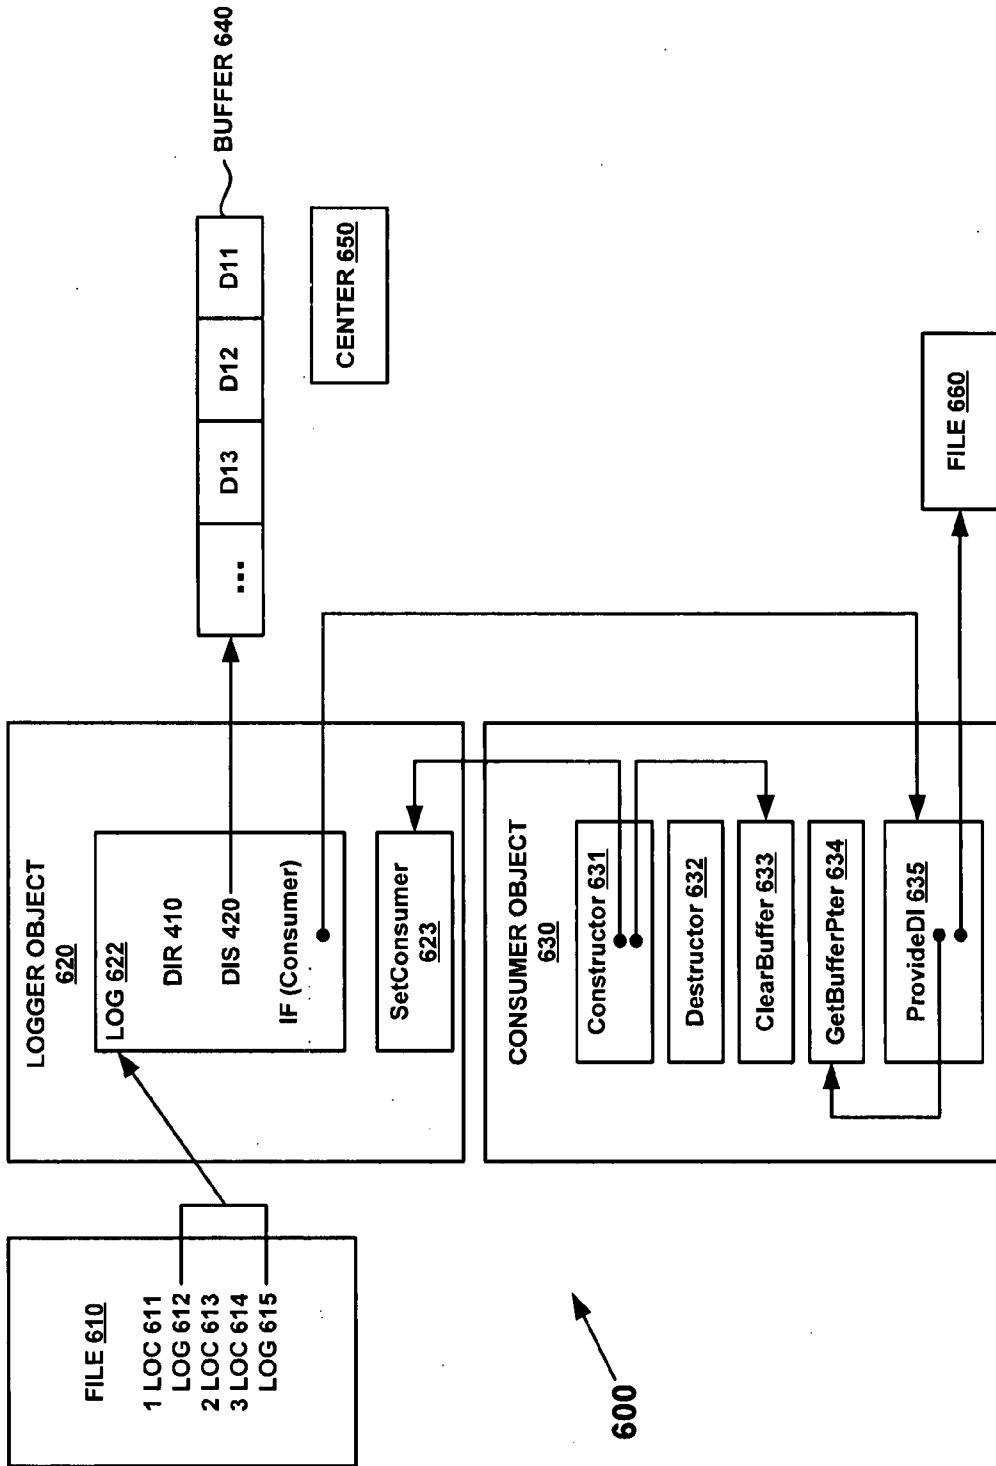 FILE 610
1 LOC 611
LOG 612
2 LOC 613
3 LOC 614
LOG 615
LOGGER OBJECT
620
LOG 622
DIR 410
DIS 420
IF (Consumer)
SetConsumer
623
CONSUMER OBJECT
630
Constructor 631
Destructor 632
ClearBuffer 633
GetBufferPter 634
ProvideDI 635
...
D13
D12
D11
BUFFER 640
CENTER 650
FILE 660
600